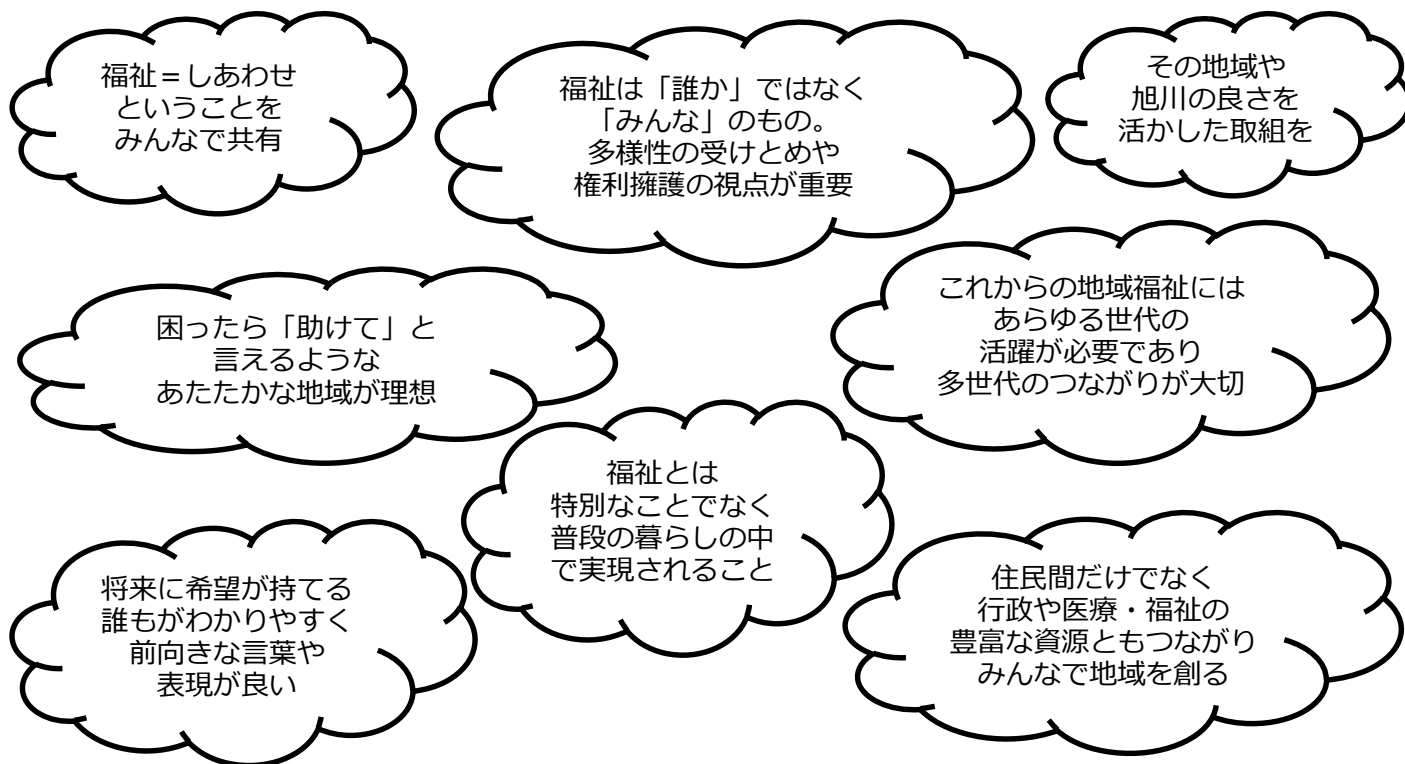 福祉＝しあわせ
ということを
みんなで共有
福祉は「誰か」ではなく
「みんな」のもの。
多様性の受けとめや
権利擁護の視点が重要
その地域や
旭川の良さを
活かした取組を
困ったら「助けて」と
言えるような
あたたかな地域が理想
これからの地域福祉には
あらゆる世代の
活躍が必要であり
多世代のつながりが大切
福祉とは
特別なことでなく
普段の暮らしの中
で実現されること
将来に希望が持てる
誰もがわかりやすく
前向きな言葉や
表現が良い
住民間だけでなく
行政や医療・福祉の
豊富な資源ともつながり
みんなで地域を創る